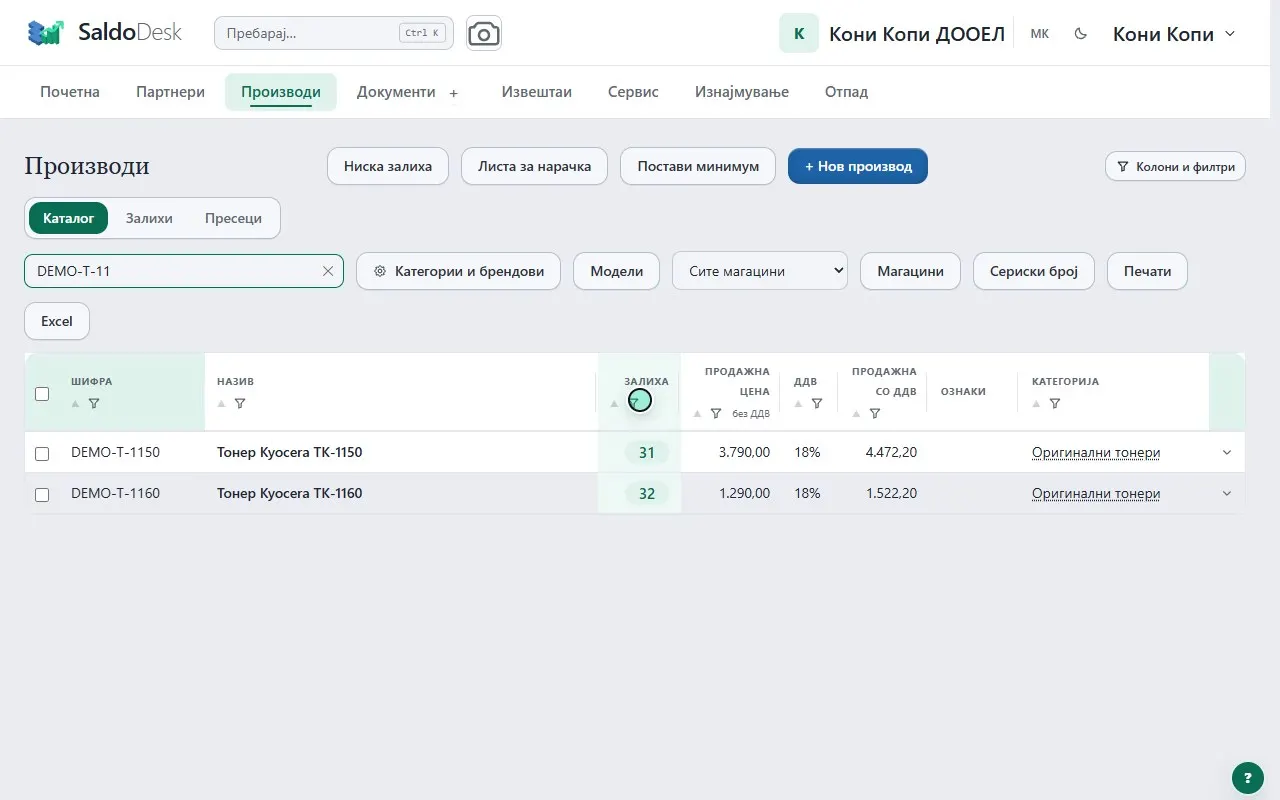 SaldoDesk
Пребарај... Ctrl K
K Кони Копи ДООЕЛ МК Кони Копи
Почетна Партнери Производи Документи + Извештаи Сервис Изнајмување Отпад
Производи Ниска залиха Листа за нарачка Постави минимум + Нов производ Колони и филтри
Каталог Залихи Пресеци
DEMO-T-11 Категории и брендови Модели Сите магацини Магацини Сериски број Печати
Excel
ШИФРА НАЗИВ ЗАЛИХА ПРОДАЖНА ЦЕНА без ДДВ ДДВ ПРОДАЖНА СО ДДВ ОЗНАКИ КАТЕГОРИЈА
DEMO-T-1150 Тонер Kyocera TK-1150 31 3.790,00 18% 4.472,20 Оригинални тонери
DEMO-T-1160 Тонер Kyocera TK-1160 32 1.290,00 18% 1.522,20 Оригинални тонери
?